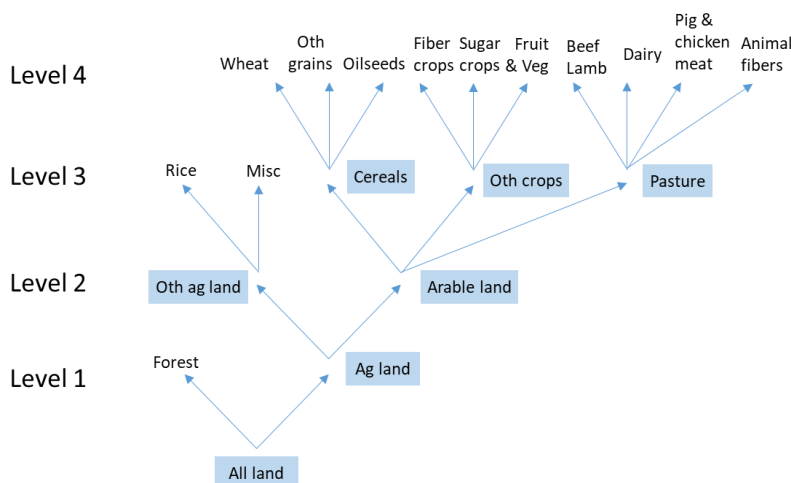 Level 4
Wheat
Oth
grains
Oilseeds
Fiber
crops
Sugar
crops
Fruit
& Veg
Beef
Lamb
Dairy
Pig &
chicken
meat
Animal
fibers
Level 3
Rice
Misc
Cereals
Oth crops
Pasture
Level 2
Oth ag land
Arable land
Level 1
Forest
Ag land
All land